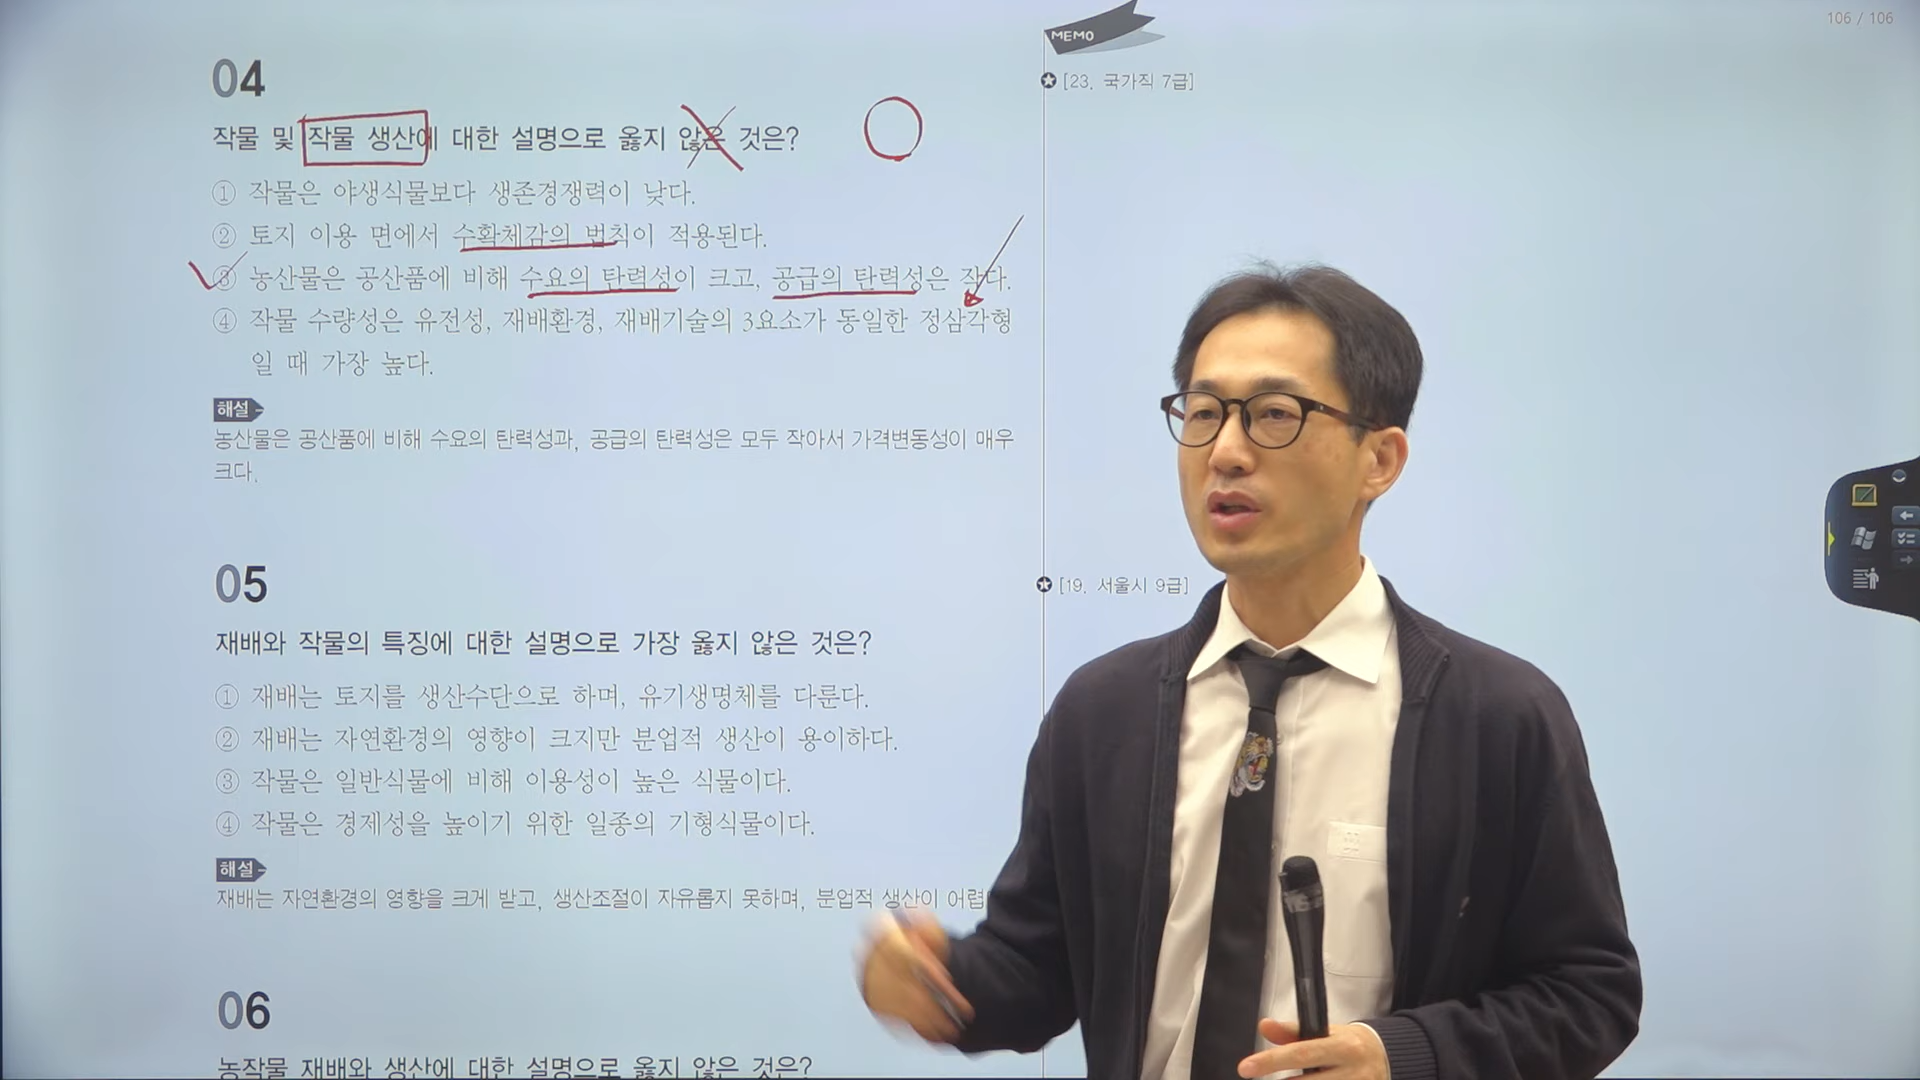 106 / 106
MEMO
04
[23. 국가직 7급]
작물 및 작물 생산에 대한 설명으로 옳지 않은 것은?
① 작물은 야생식물보다 생존경쟁력이 낮다.
② 토지 이용 면에서 수확체감의 법칙이 적용된다.
③ 농산물은 공산품에 비해 수요의 탄력성이 크고, 공급의 탄력성은 작다.
④ 작물 수량성은 유전성, 재배환경, 재배기술의 3요소가 동일한 정삼각형
일 때 가장 높다.
해설
농산물은 공산품에 비해 수요의 탄력성과, 공급의 탄력성은 모두 작아서 가격변동성이 매우
크다.
05
[19. 서울시 9급]
재배와 작물의 특징에 대한 설명으로 가장 옳지 않은 것은?
① 재배는 토지를 생산수단으로 하며, 유기생명체를 다룬다.
② 재배는 자연환경의 영향이 크지만 분업적 생산이 용이하다.
③ 작물은 일반식물에 비해 이용성이 높은 식물이다.
④ 작물은 경제성을 높이기 위한 일종의 기형식물이다.
해설
재배는 자연환경의 영향을 크게 받고, 생산조절이 자유롭지 못하며, 분업적 생산이 어렵
06
농작물 재배와 생산에 대한 설명으로 옳지 않은 것은?